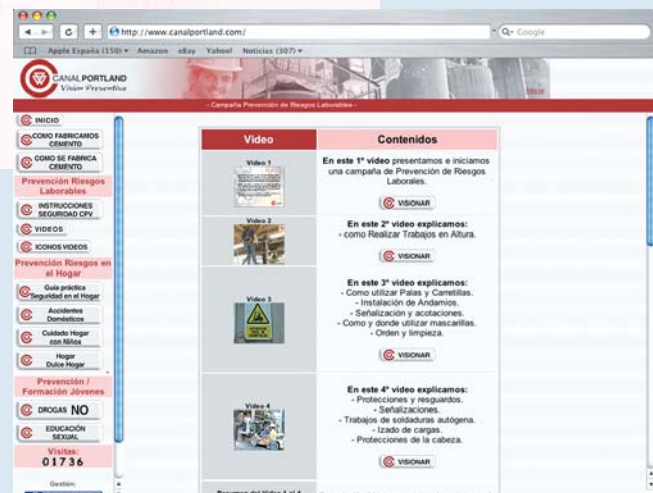 http://www.canalportland.com/
Google
Apple España (150) Amazon eBay Yahoo! Noticias (307)
CANAL PORTLAND
Visión Preventiva
- Campaña Prevención de Riesgos Laborables -
INICIO
COMO FABRICAMOS
CEMENTO
COMO SE FABRICA
CEMENTO
Prevención Riesgos
Laborables
INSTRUCCIONES
SEGURIDAD CPV
VIDEOS
ICONOS VIDEOS
Prevención Riesgos en
el Hogar
Guía práctica
Seguridad en el Hogar
Accidentes
Domésticos
Cuidado Hogar
con Niños
Hogar
Dulce Hogar
Prevención /
Formación Jóvenes
DROGAS NO
EDUCACIÓN
SEXUAL
Visitas:
01736
Gestión:
Video Contenidos
Video 1
En este 1º video presentamos e iniciamos
una campaña de Prevención de Riesgos
Laborales.
VISIONAR
Video 2
En este 2º video explicamos:
- como Realizar Trabajos en Altura.
VISIONAR
Video 3
En este 3º video explicamos:
- Como utilizar Palas y Carretillas.
- Instalación de Andamios.
- Señalización y acotaciones.
- Como y donde utilizar mascarillas.
- Orden y limpieza.
VISIONAR
Video 4
En este 4º video explicamos:
- Protecciones y resguardos.
- Señalizaciones.
- Trabajos de soldaduras autógena.
- Izado de cargas.
- Protecciones de la cabeza.
VISIONAR
Resumen del Video 1 al 4